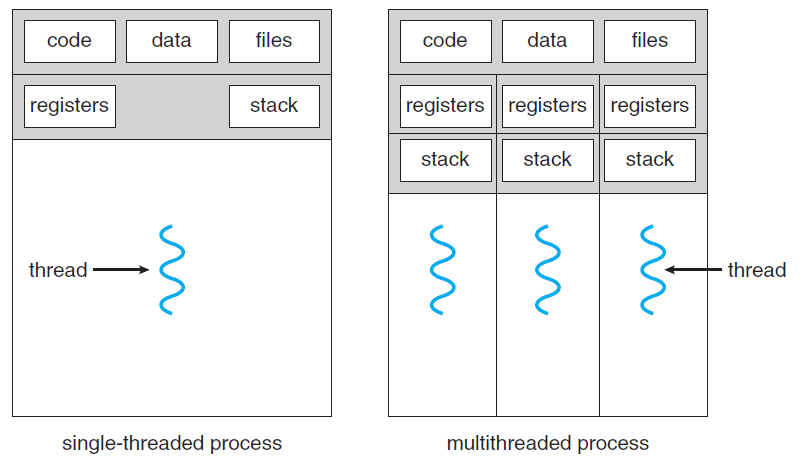 code data files
registers stack
thread
single-threaded process
code data files
registers registers registers
stack stack stack
thread
multithreaded process